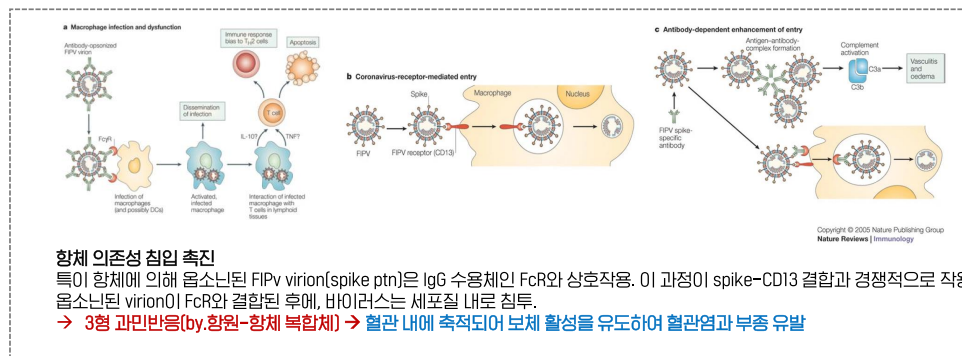 a Macrophage infection and dysfunction
Antibody-opsonized
FIPV virion
FcγR
Infection of
macrophages
(and possibly DCs)
Dissemination
of infection
Activated,
infected
macrophage
Immune response
bias to TH2 cells
Apoptosis
T cell
IL-10?
TNF?
Interaction of infected
macrophage with
T cells in lymphoid
tissues
b Coronavirus-receptor-mediated entry
Spike
Macrophage
Nucleus
FIPV
FIPV receptor (CD13)
c Antibody-dependent enhancement of entry
Antigen–antibody-
complex formation
Complement
activation
C3a
C3b
Vasculitis
and
oedema
FIPV spike-
specific
antibody
Copyright © 2005 Nature Publishing Group
Nature Reviews | Immunology
항체 의존성 침입 촉진
특이 항체에 의해 옵소닌된 FIPv virion(spike ptn)은 IgG 수용체인 FcR와 상호작용. 이 과정이 spike-CD13 결합과 경쟁적으로 작용
옵소닌된 virion이 FcR와 결합된 후에, 바이러스는 세포질 내로 침투.
→ 3형 과민반응(by.항원-항체 복합체) → 혈관 내에 축적되어 보체 활성을 유도하여 혈관염과 부종 유발